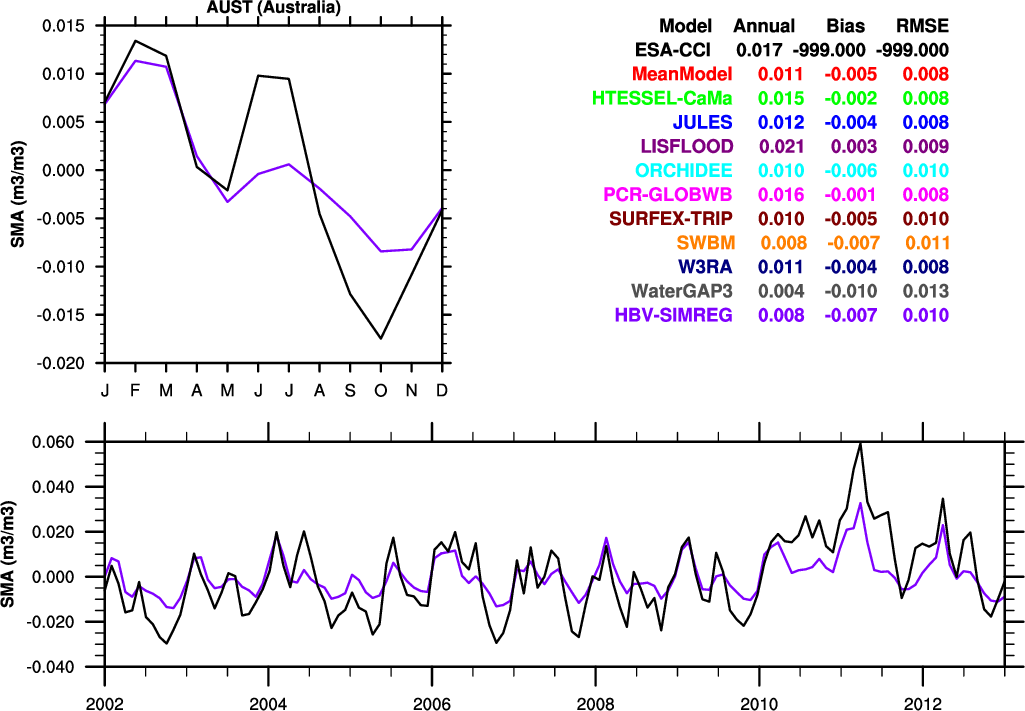 AUST (Australia)
0.015
0.010
0.005
0.000
-0.005
-0.010
-0.015
-0.020
SMA (m3/m3)
J F M A M J J A S O N D
Model Annual Bias RMSE
ESA-CCI 0.017 -999.000 -999.000
MeanModel 0.011 -0.005 0.008
HTESSEL-CaMa 0.015 -0.002 0.008
JULES 0.012 -0.004 0.008
LISFLOOD 0.021 0.003 0.009
ORCHIDEE 0.010 -0.006 0.010
PCR-GLOBWB 0.016 -0.001 0.008
SURFEX-TRIP 0.010 -0.005 0.010
SWBM 0.008 -0.007 0.011
W3RA 0.011 -0.004 0.008
WaterGAP3 0.004 -0.010 0.013
HBV-SIMREG 0.008 -0.007 0.010
0.060
0.040
0.020
0.000
-0.020
-0.040
SMA (m3/m3)
2002 2004 2006 2008 2010 2012